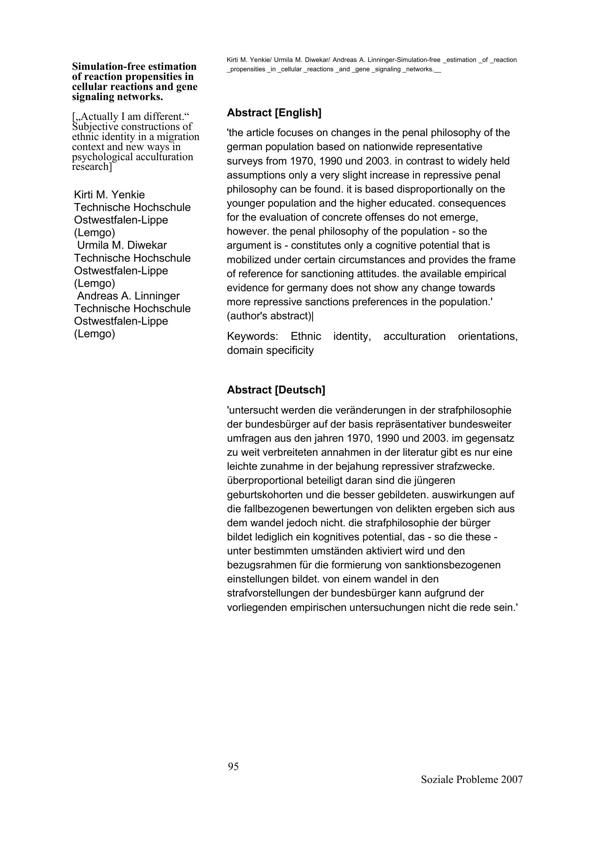 Simulation-free estimation
of reaction propensities in
cellular reactions and gene
signaling networks.
[„Actually I am different.“
Subjective constructions of
ethnic identity in a migration
context and new ways in
psychological acculturation
research]
Kirti M. Yenkie
Technische Hochschule
Ostwestfalen-Lippe
(Lemgo)
Urmila M. Diwekar
Technische Hochschule
Ostwestfalen-Lippe
(Lemgo)
Andreas A. Linninger
Technische Hochschule
Ostwestfalen-Lippe
(Lemgo)
Kirti M. Yenkie/ Urmila M. Diwekar/ Andreas A. Linninger-Simulation-free _estimation _of _reaction
_propensities _in _cellular _reactions _and _gene _signaling _networks.__
Abstract [English]
'the article focuses on changes in the penal philosophy of the
german population based on nationwide representative
surveys from 1970, 1990 und 2003. in contrast to widely held
assumptions only a very slight increase in repressive penal
philosophy can be found. it is based disproportionally on the
younger population and the higher educated. consequences
for the evaluation of concrete offenses do not emerge,
however. the penal philosophy of the population - so the
argument is - constitutes only a cognitive potential that is
mobilized under certain circumstances and provides the frame
of reference for sanctioning attitudes. the available empirical
evidence for germany does not show any change towards
more repressive sanctions preferences in the population.'
(author's abstract)|
Keywords: Ethnic identity, acculturation orientations,
domain specificity
Abstract [Deutsch]
'untersucht werden die veränderungen in der strafphilosophie
der bundesbürger auf der basis repräsentativer bundesweiter
umfragen aus den jahren 1970, 1990 und 2003. im gegensatz
zu weit verbreiteten annahmen in der literatur gibt es nur eine
leichte zunahme in der bejahung repressiver strafzwecke.
überproportional beteiligt daran sind die jüngeren
geburtskohorten und die besser gebildeten. auswirkungen auf
die fallbezogenen bewertungen von delikten ergeben sich aus
dem wandel jedoch nicht. die strafphilosophie der bürger
bildet lediglich ein kognitives potential, das - so die these -
unter bestimmten umständen aktiviert wird und den
bezugsrahmen für die formierung von sanktionsbezogenen
einstellungen bildet. von einem wandel in den
strafvorstellungen der bundesbürger kann aufgrund der
vorliegenden empirischen untersuchungen nicht die rede sein.'
95
Soziale Probleme 2007